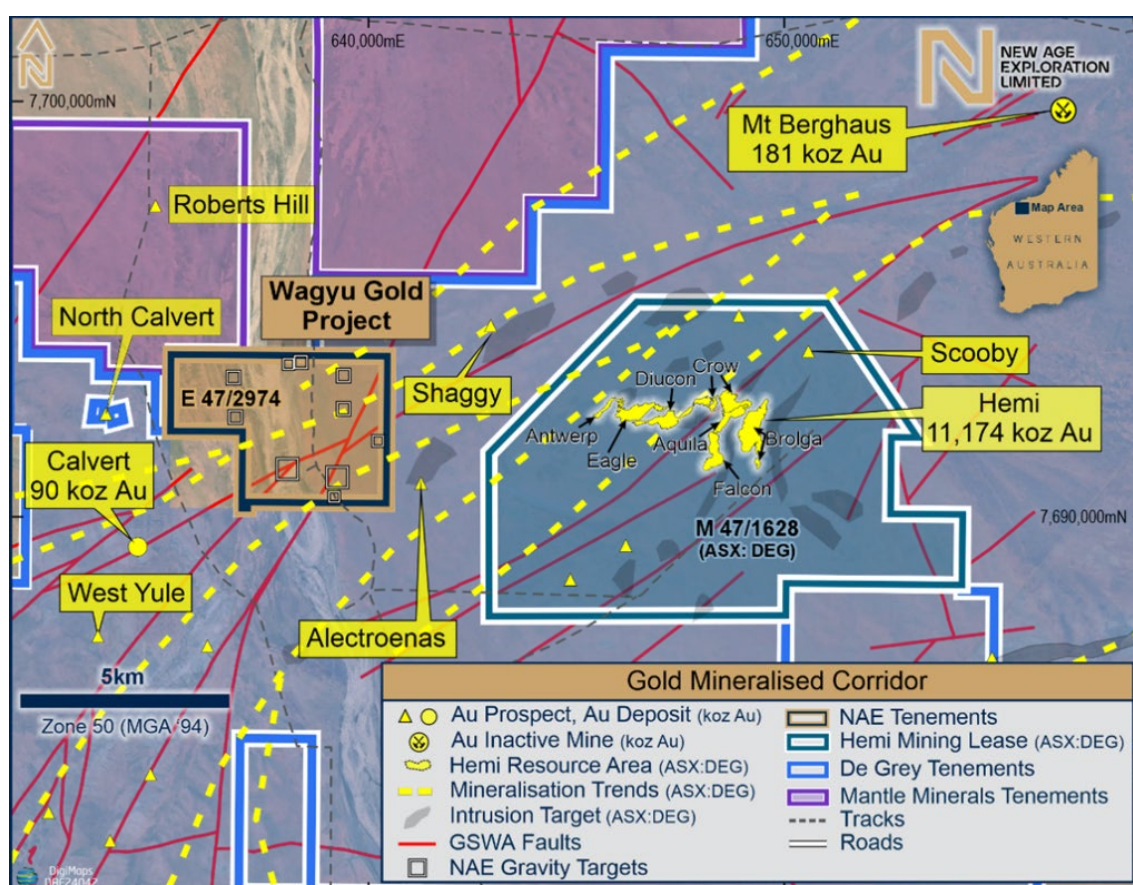 640,000mE
650,000mE
N
NEW AGE
EXPLORATION
LIMITED
N
7,700,000mN
Mt Berghaus
181 koz Au
Roberts Hill
Map Area
WESTERN
AUSTRALIA
Wagyu Gold
Project
North Calvert
E 47/2974
Shaggy
Scooby
Crow
Diucon
Hemi
11,174 koz Au
Antwerp
Eagle
Aquila
Brolga
Falcon
Calvert
90 koz Au
M 47/1628
(ASX: DEG)
7,690,000mN
West Yule
Alectroenas
5km
Zone 50 (MGA '94)
Gold Mineralised Corridor
Au Prospect, Au Deposit (koz Au)
Au Inactive Mine (koz Au)
Hemi Resource Area (ASX:DEG)
Mineralisation Trends (ASX:DEG)
Intrusion Target (ASX:DEG)
GSWA Faults
NAE Gravity Targets
NAE Tenements
Hemi Mining Lease (ASX:DEG)
De Grey Tenements
Mantle Minerals Tenements
Tracks
Roads
DigiMaps